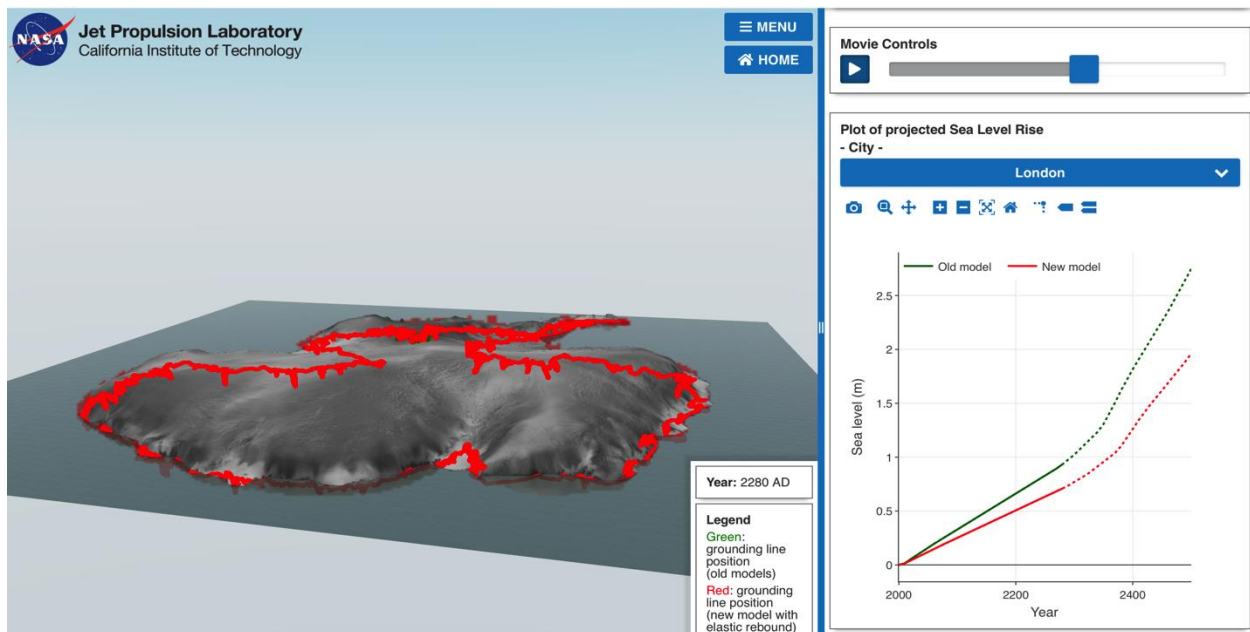 NASA
Jet Propulsion Laboratory
California Institute of Technology
MENU
HOME
Year: 2280 AD
Legend
Green:
grounding line
position
(old models)
Red: grounding
line position
(new model with
elastic rebound)
Movie Controls
Plot of projected Sea Level Rise
- City -
London
Old model
New model
2.5
2
1.5
1
0.5
0
Sea level (m)
2000
2200
2400
Year